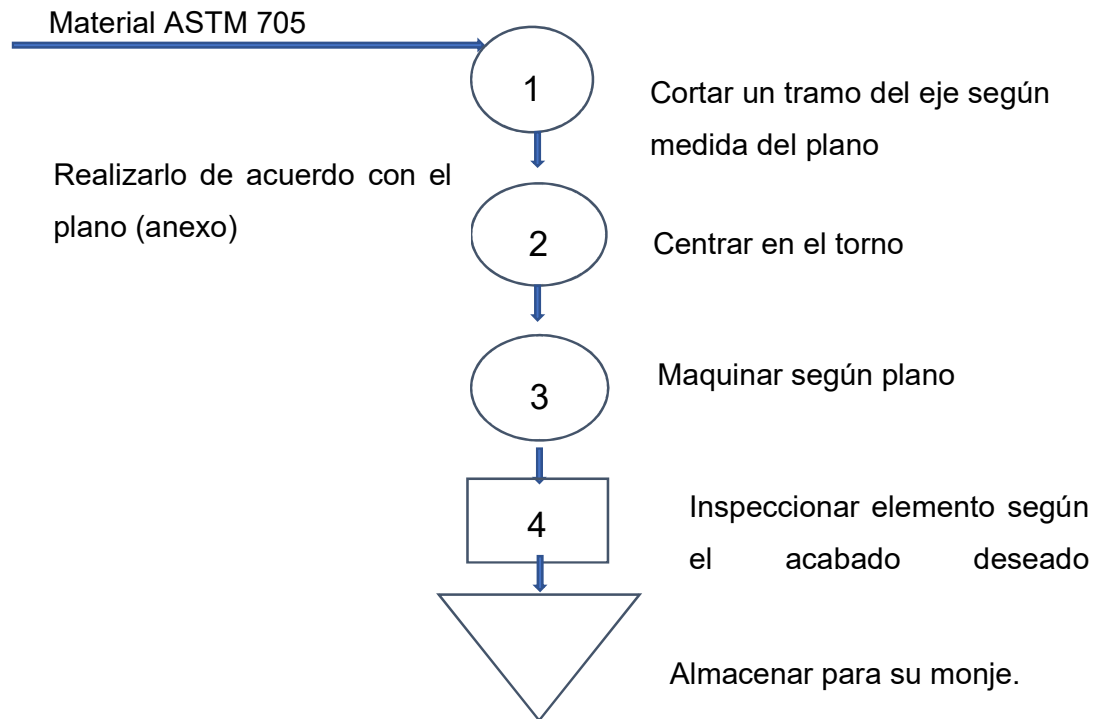 Material ASTM 705
1
Cortar un tramo del eje según
medida del plano
Realizarlo de acuerdo con el
plano (anexo)
2
Centrar en el torno
3
Maquinar según plano
4
Inspeccionar elemento según
el acabado deseado
Almacenar para su monje.